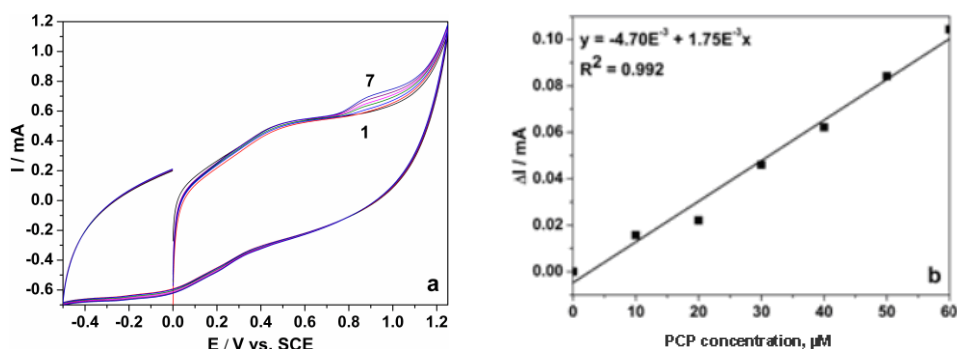 1.2
1.0
0.8
0.6
0.4
0.2
0.0
-0.2
-0.4
-0.6
I / mA
7
1
a
-0.4 -0.2 0.0 0.2 0.4 0.6 0.8 1.0 1.2
E / V vs. SCE
y = -4.70E⁻³ + 1.75E⁻³x
R² = 0.992
0.10
0.08
0.06
0.04
0.02
0.00
ΔI / mA
b
0 10 20 30 40 50 60
PCP concentration, µM